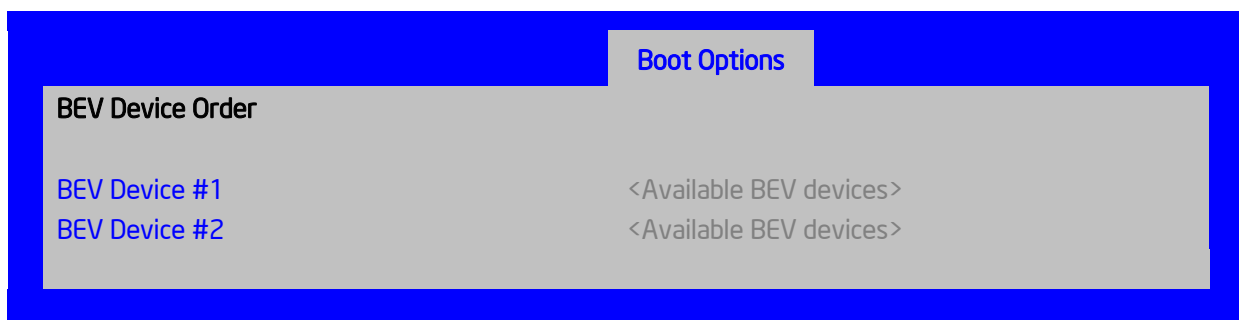 Boot Options
BEV Device Order
BEV Device #1 <Available BEV devices>
BEV Device #2 <Available BEV devices>